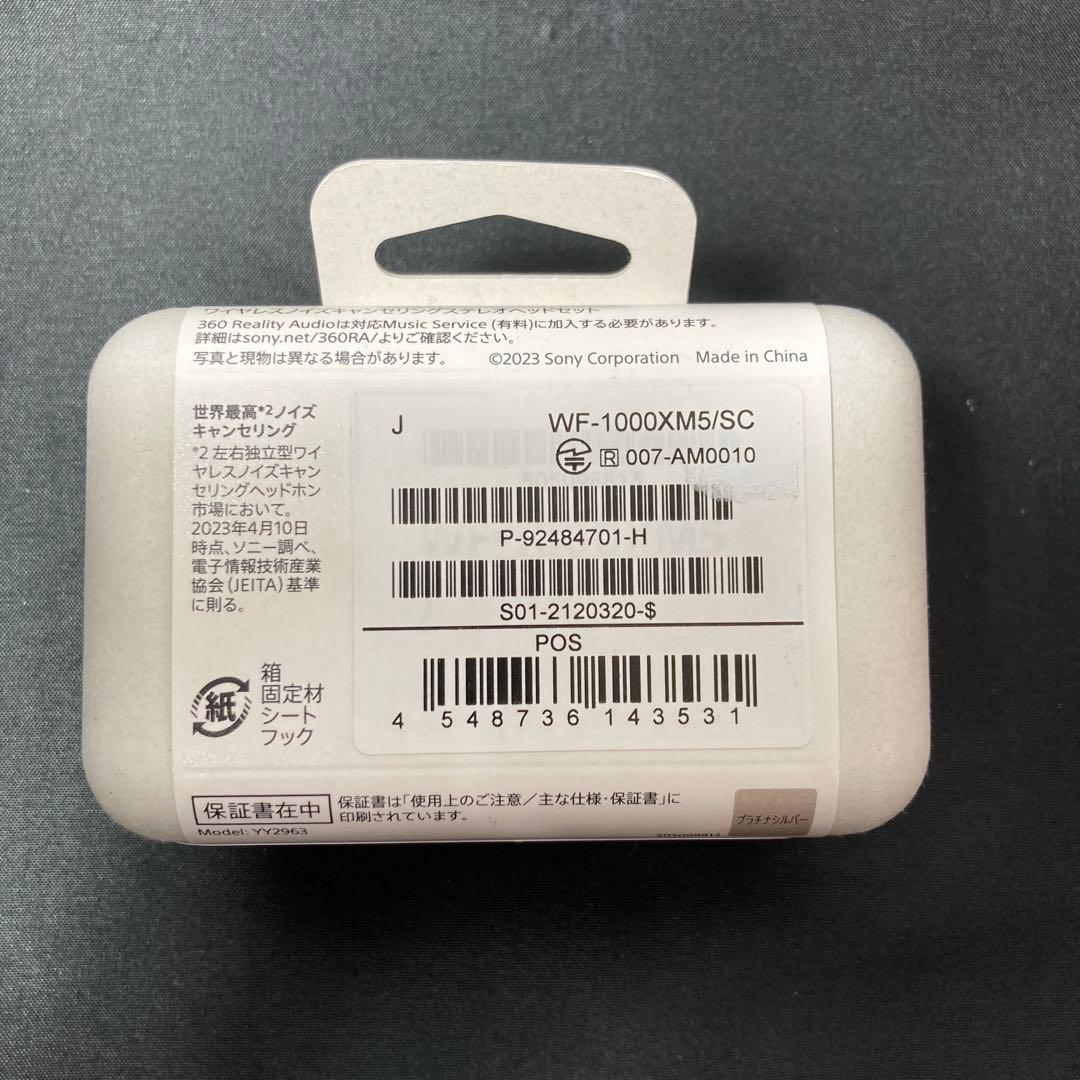 ワイヤレスノイズキャンセリングステレオヘッドセット
360 Reality Audioは対応Music Service (有料)に加入する必要があります。
詳細はsony.net/360RA/よりご確認ください。
写真と現物は異なる場合があります。 ©2023 Sony Corporation Made in China
世界最高*2ノイズ
キャンセリング
*2 左右独立型ワイ
ヤレスノイズキャン
セリングヘッドホン
市場において。
2023年4月10日
時点、ソニー調べ、
電子情報技術産業
協会(JEITA)基準
に則る。
紙
箱
固定材
シート
フック
J WF-1000XM5/SC
R 007-AM0010
P-92484701-H
S01-2120320-$
POS
4 548736 143531
保証書在中
保証書は「使用上のご注意/主な仕様・保証書」に
印刷されています。
Model: YY2963
プラチナシルバー